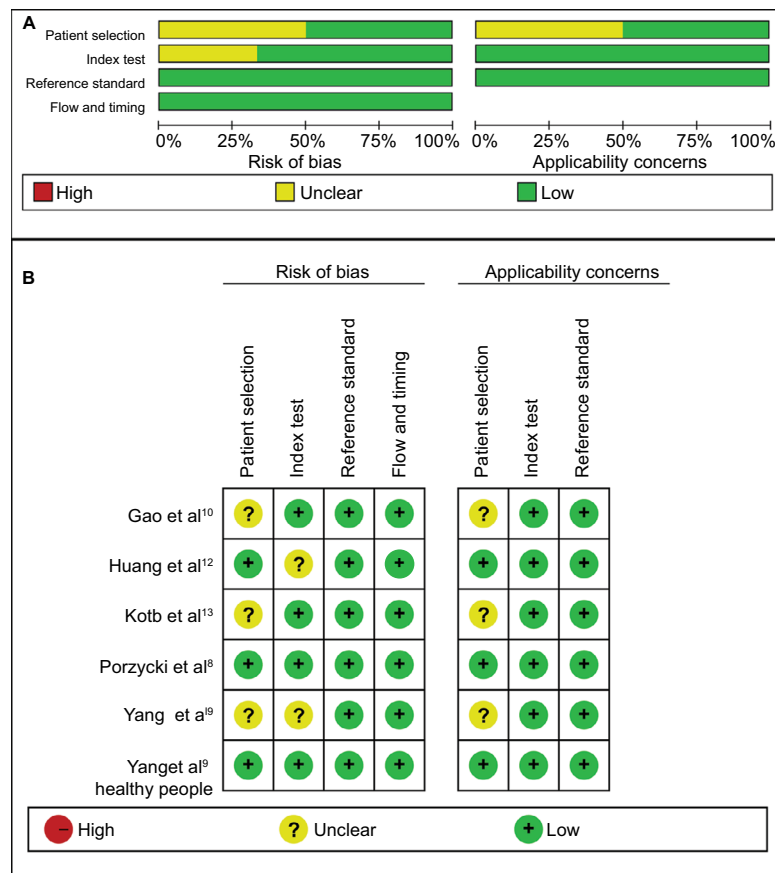 A
Patient selection
Index test
Reference standard
Flow and timing
0% 25% 50% 75% 100%
Risk of bias
0% 25% 50% 75% 100%
Applicability concerns
High Unclear Low
B
Risk of bias Applicability concerns
Patient selection
Index test
Reference standard
Flow and timing
Patient selection
Index test
Reference standard
Gao et al10 ? + + + ? + +
Huang et al12 + ? + + + + +
Kotb et al13 ? + + + ? + +
Porzycki et al8 + + + + + + +
Yang et al9 ? ? + + ? + +
Yanget al9
healthy people + + + + + + +
– High ? Unclear + Low